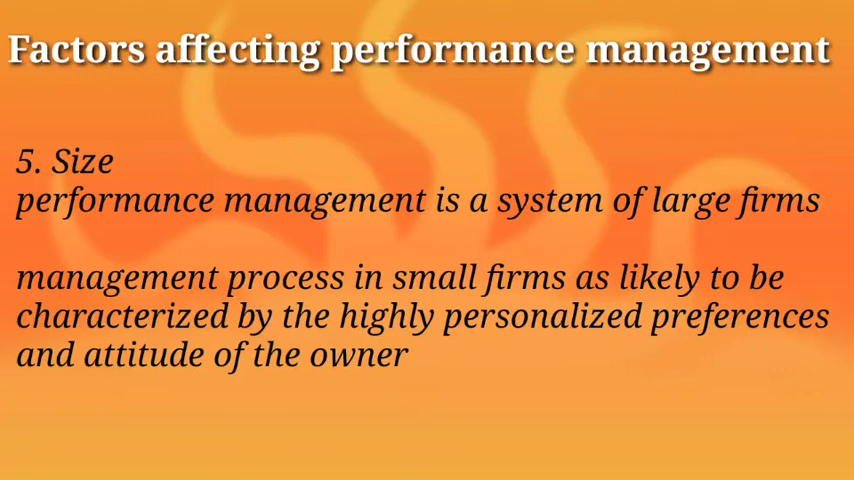 Factors affecting performance management
5. Size
performance management is a system of large firms
management process in small firms as likely to be
characterized by the highly personalized preferences
and attitude of the owner